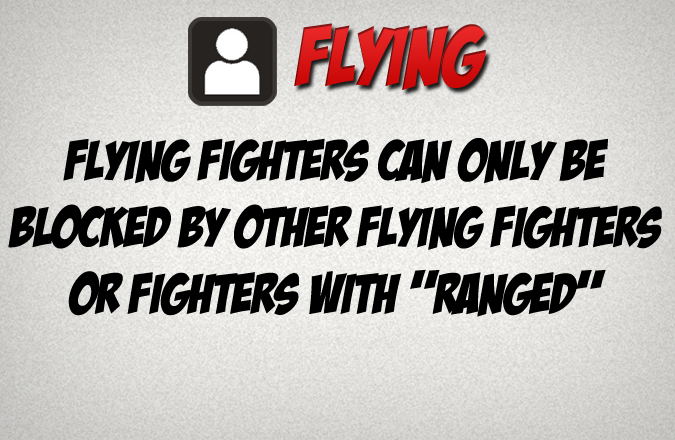 FLYING
FLYING FIGHTERS CAN ONLY BE
BLOCKED BY OTHER FLYING FIGHTERS
OR FIGHTERS WITH "RANGED"